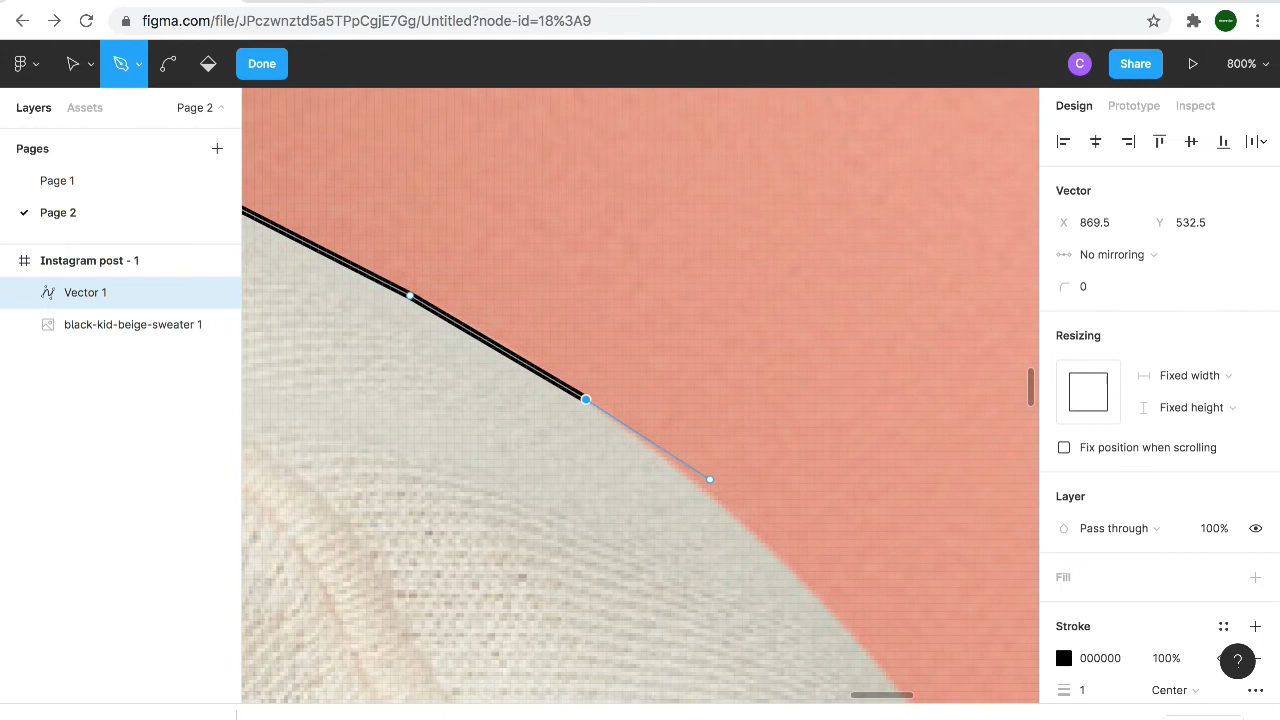 figma.com/file/JPczwnztd5a5TPpCgjE7Gg/Untitled?node-id=18%3A9
Done
C
Share
800%
Layers
Assets
Page 2
Design
Prototype
Inspect
Pages
Page 1
Page 2
Vector
X 869.5
Y 532.5
No mirroring
0
Instagram post - 1
Vector 1
black-kid-beige-sweater 1
Resizing
Fixed width
Fixed height
Fix position when scrolling
Layer
Pass through
100%
Fill
Stroke
000000
100%
?
1
Center